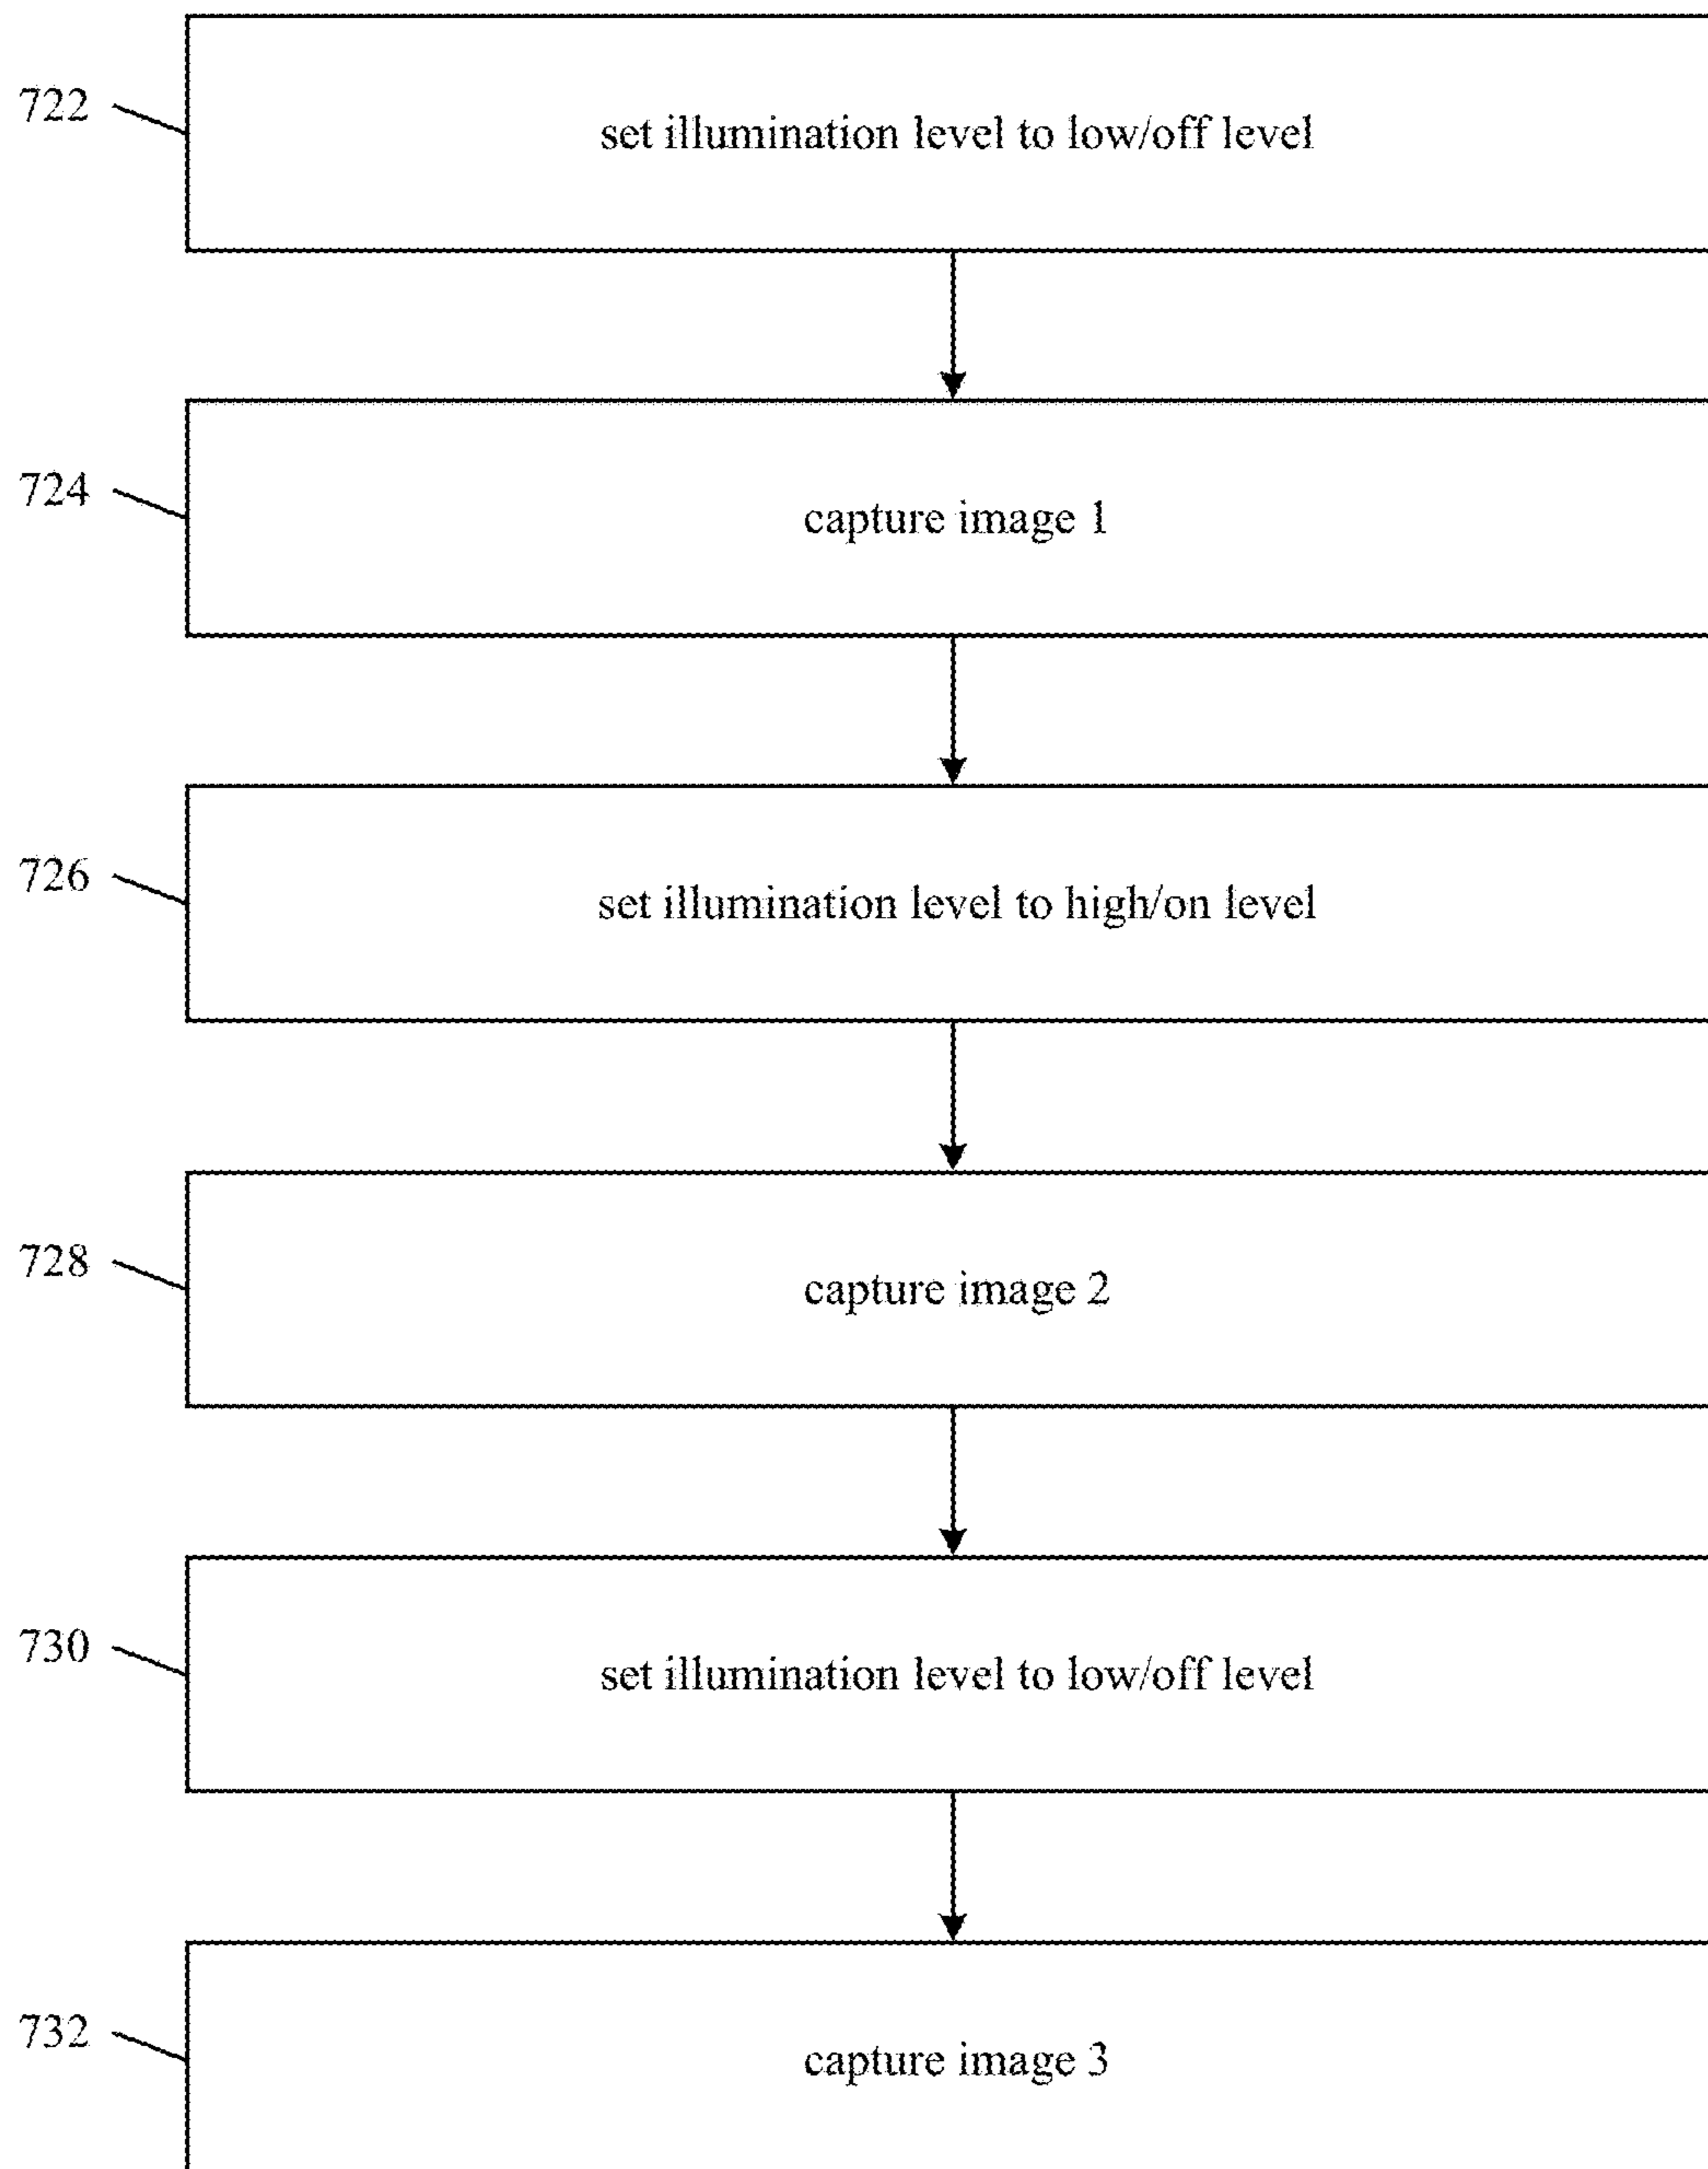 722
set illumination level to low/off level
724
capture image 1
726
set illumination level to high/on level
728
capture image 2
730
set illumination level to low/off level
732
capture image 3